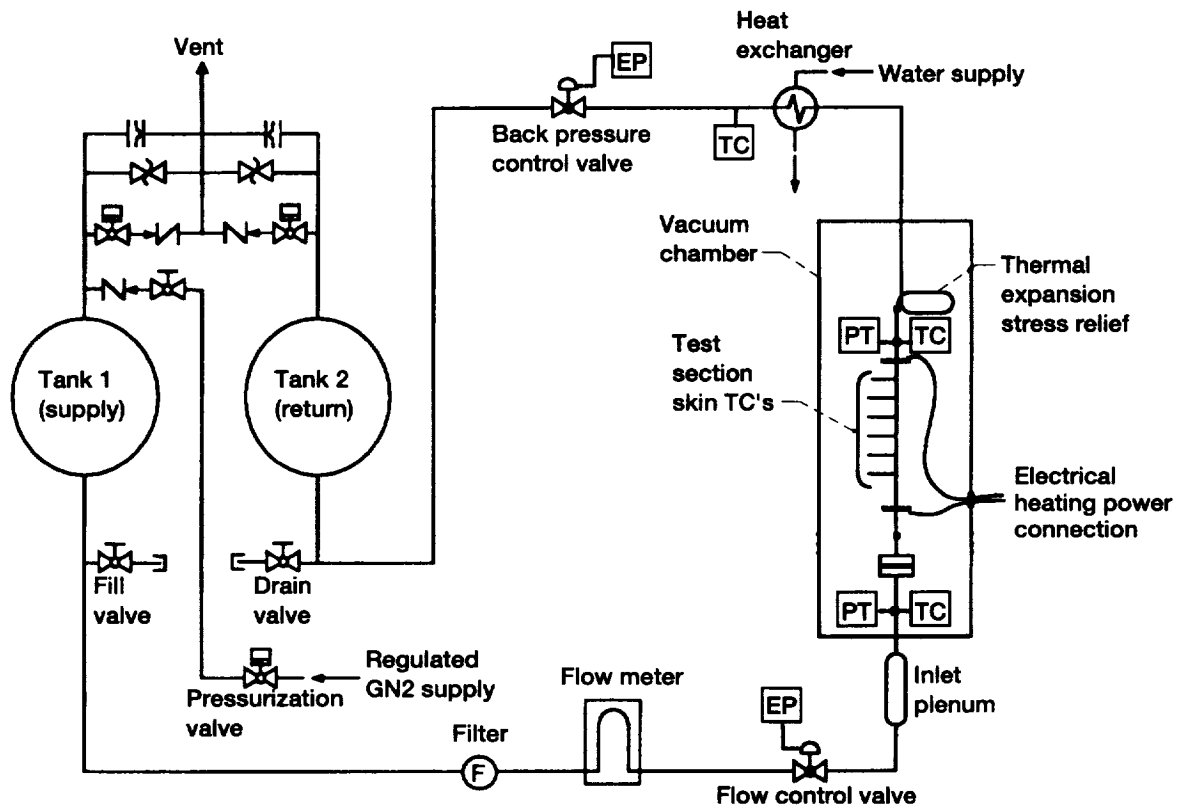 Vent
EP
Heat
exchanger
Water supply
Back pressure
control valve
TC
Vacuum
chamber
Thermal
expansion
stress relief
PT
TC
Tank 1
(supply)
Tank 2
(return)
Test
section
skin TC's
Electrical
heating power
connection
Fill
valve
Drain
valve
PT
TC
Regulated
GN2 supply
Pressurization
valve
Flow meter
Inlet
plenum
EP
Filter
F
Flow control valve